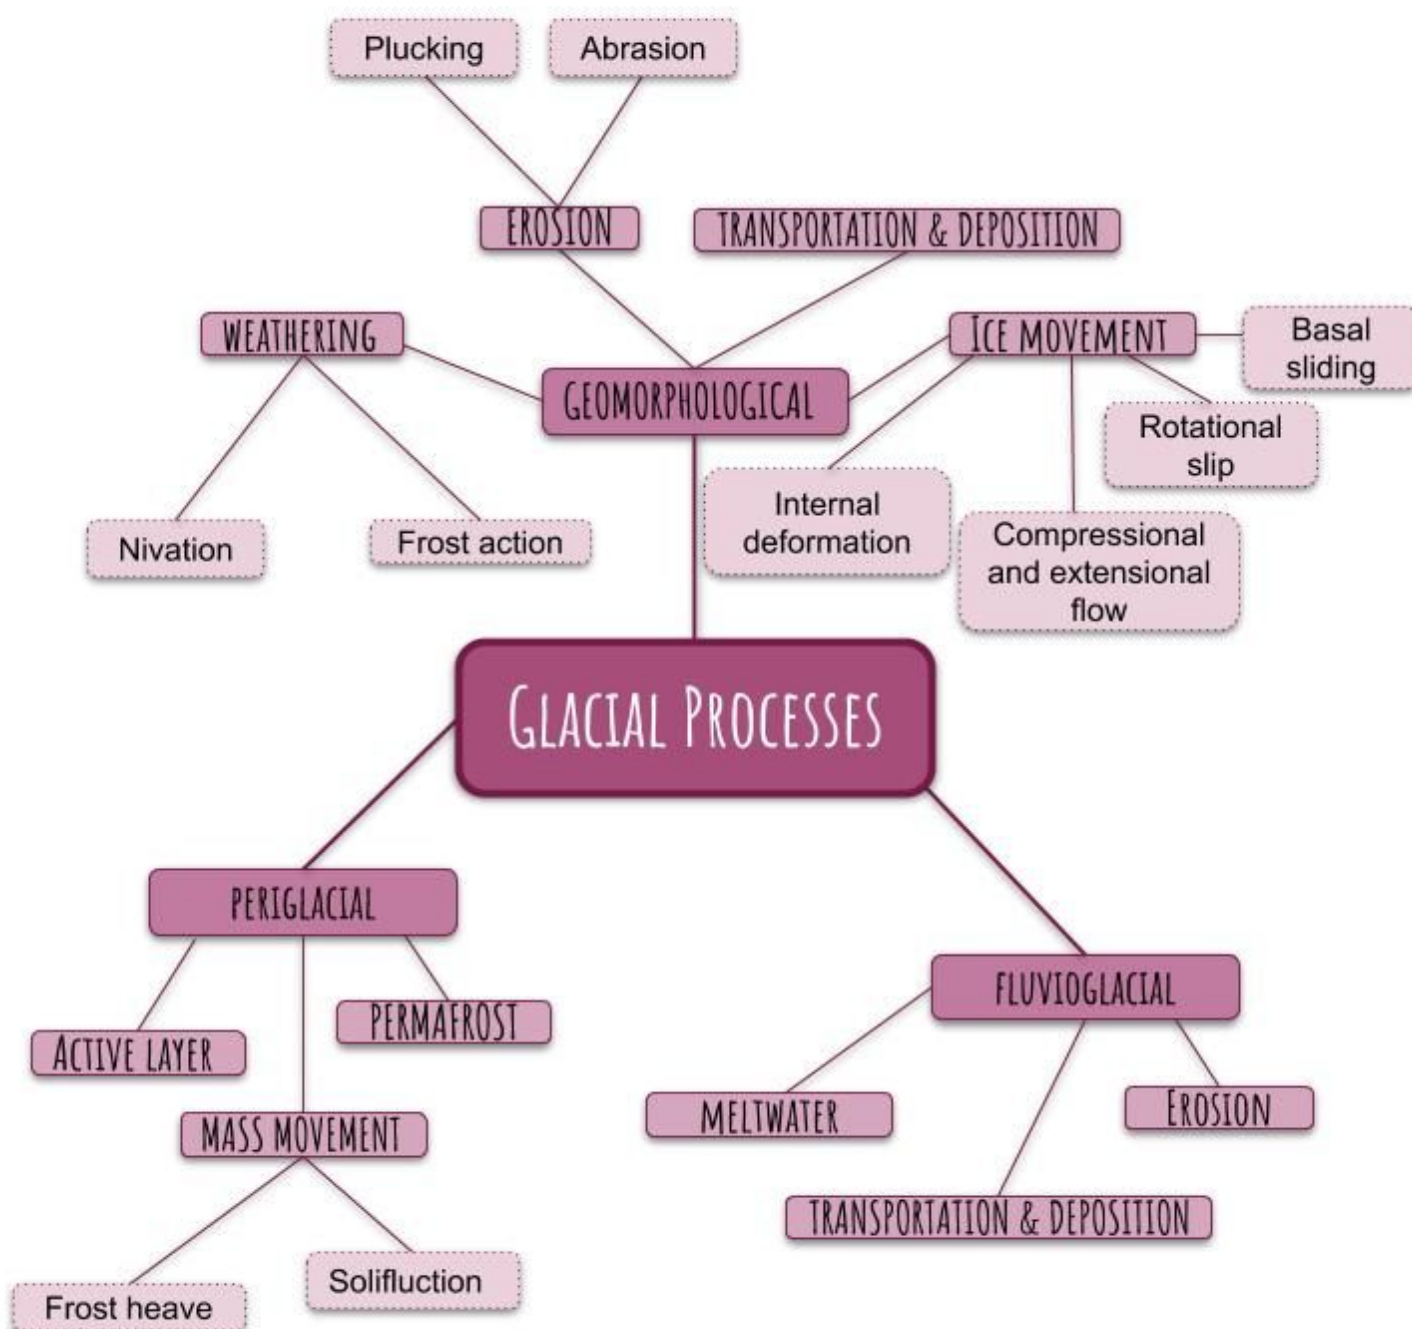 Plucking
Abrasion
EROSION
TRANSPORTATION & DEPOSITION
WEATHERING
ICE MOVEMENT
Basal
sliding
GEOMORPHOLOGICAL
Rotational
slip
Internal
deformation
Nivation
Frost action
Compressional
and extensional
flow
GLACIAL PROCESSES
PERIGLACIAL
FLUVIOGLACIAL
ACTIVE LAYER
PERMAFROST
MASS MOVEMENT
MELTWATER
EROSION
TRANSPORTATION & DEPOSITION
Frost heave
Solifluction